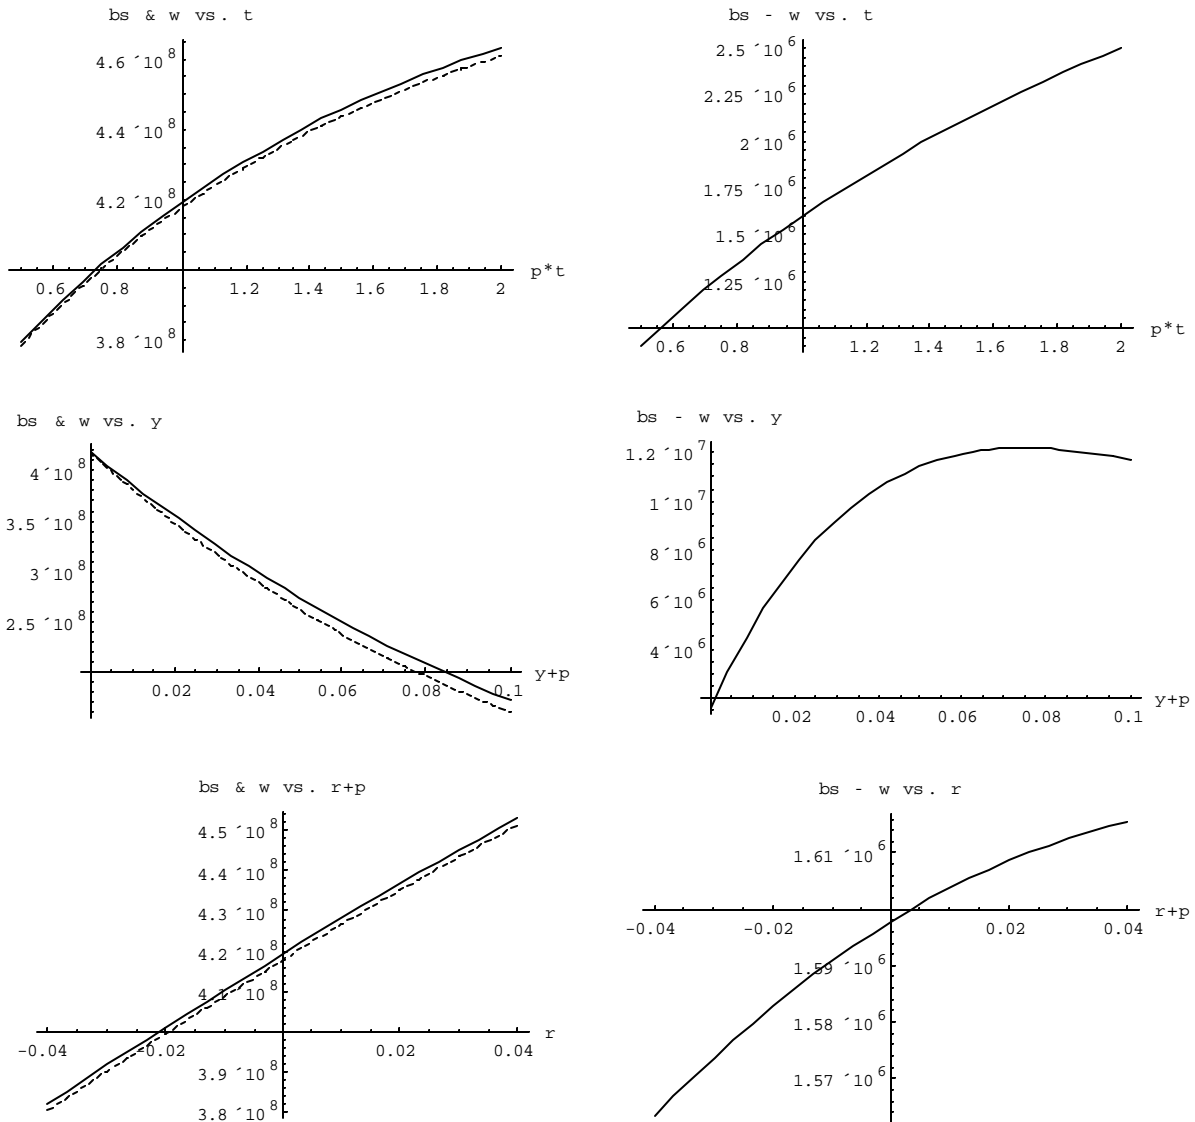 bs & w vs. t
4.6 ´10^8
4.4 ´10^8
4.2 ´10^8
3.8 ´10^8
0.6 0.8 1.2 1.4 1.6 1.8 2
p*t
bs - w vs. t
2.5 ´10^6
2.25 ´10^6
2´10^6
1.75 ´10^6
1.5 ´10^6
1.25 ´10^6
0.6 0.8 1.2 1.4 1.6 1.8 2
p*t
bs & w vs. y
4´10^8
3.5 ´10^8
3´10^8
2.5 ´10^8
0.02 0.04 0.06 0.08 0.1
y+p
bs - w vs. y
1.2 ´10^7
1´10^7
8´10^6
6´10^6
4´10^6
0.02 0.04 0.06 0.08 0.1
y+p
bs & w vs. r+p
4.5 ´10^8
4.4 ´10^8
4.3 ´10^8
4.2 ´10^8
4.1 ´10^8
3.9 ´10^8
3.8 ´10^8
-0.04 -0.02 0.02 0.04
r
bs - w vs. r
1.61 ´10^6
1.59 ´10^6
1.58 ´10^6
1.57 ´10^6
-0.04 -0.02 0.02 0.04
r+p